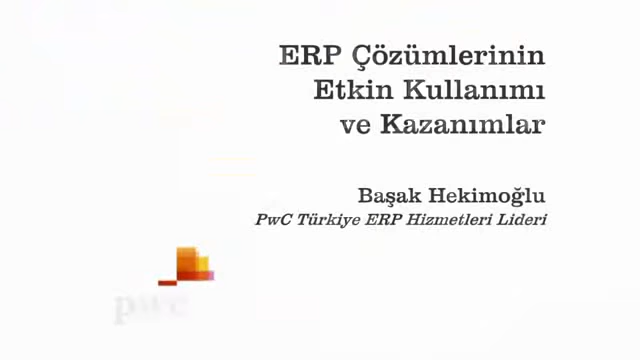 ERP Çözümlerinin
Etkin Kullanımı
ve Kazanımlar
Başak Hekimoğlu
PwC Türkiye ERP Hizmetleri Lideri
pwc